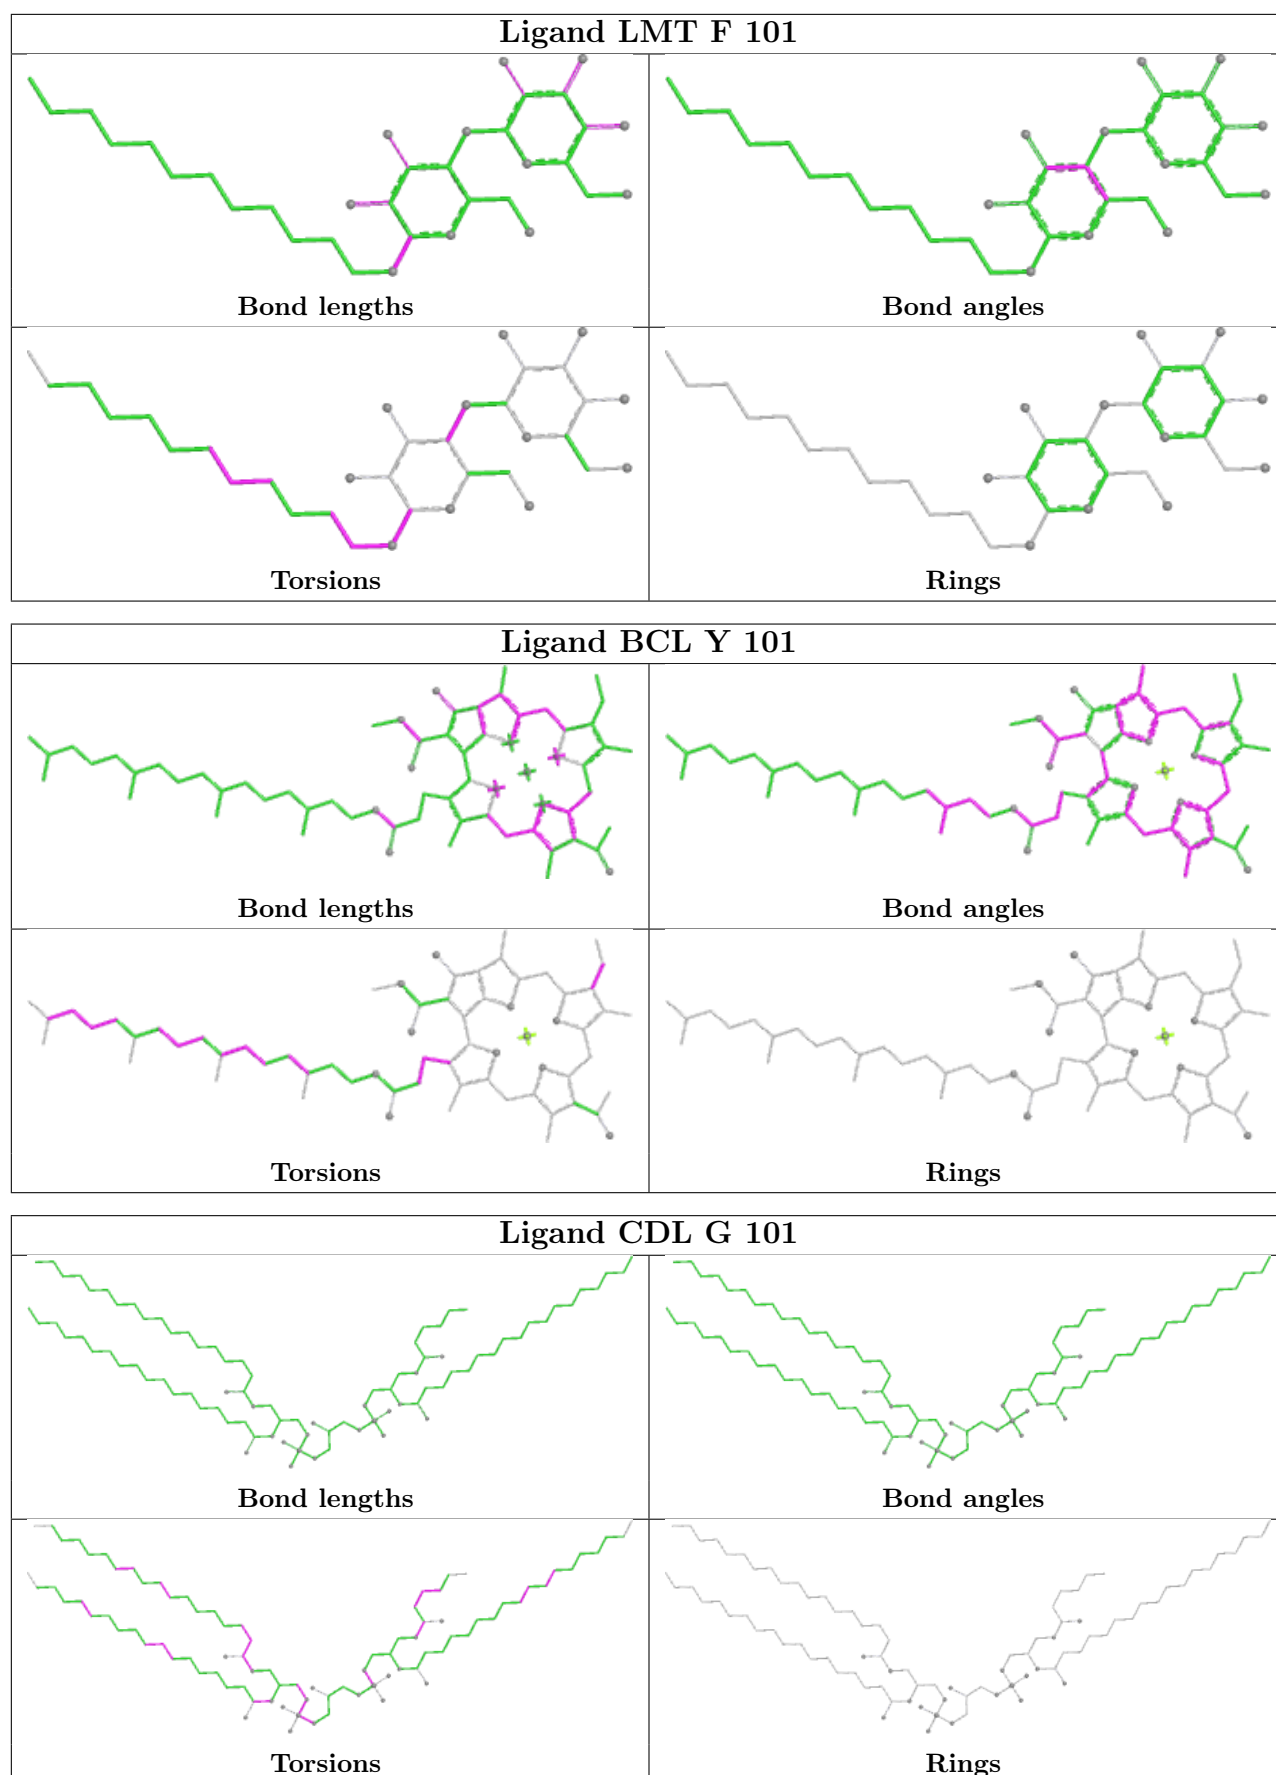 Ligand LMT F 101
Bond lengths
Bond angles
Torsions
Rings
Ligand BCL Y 101
Bond lengths
Bond angles
Torsions
Rings
Ligand CDL G 101
Bond lengths
Bond angles
Torsions
Rings